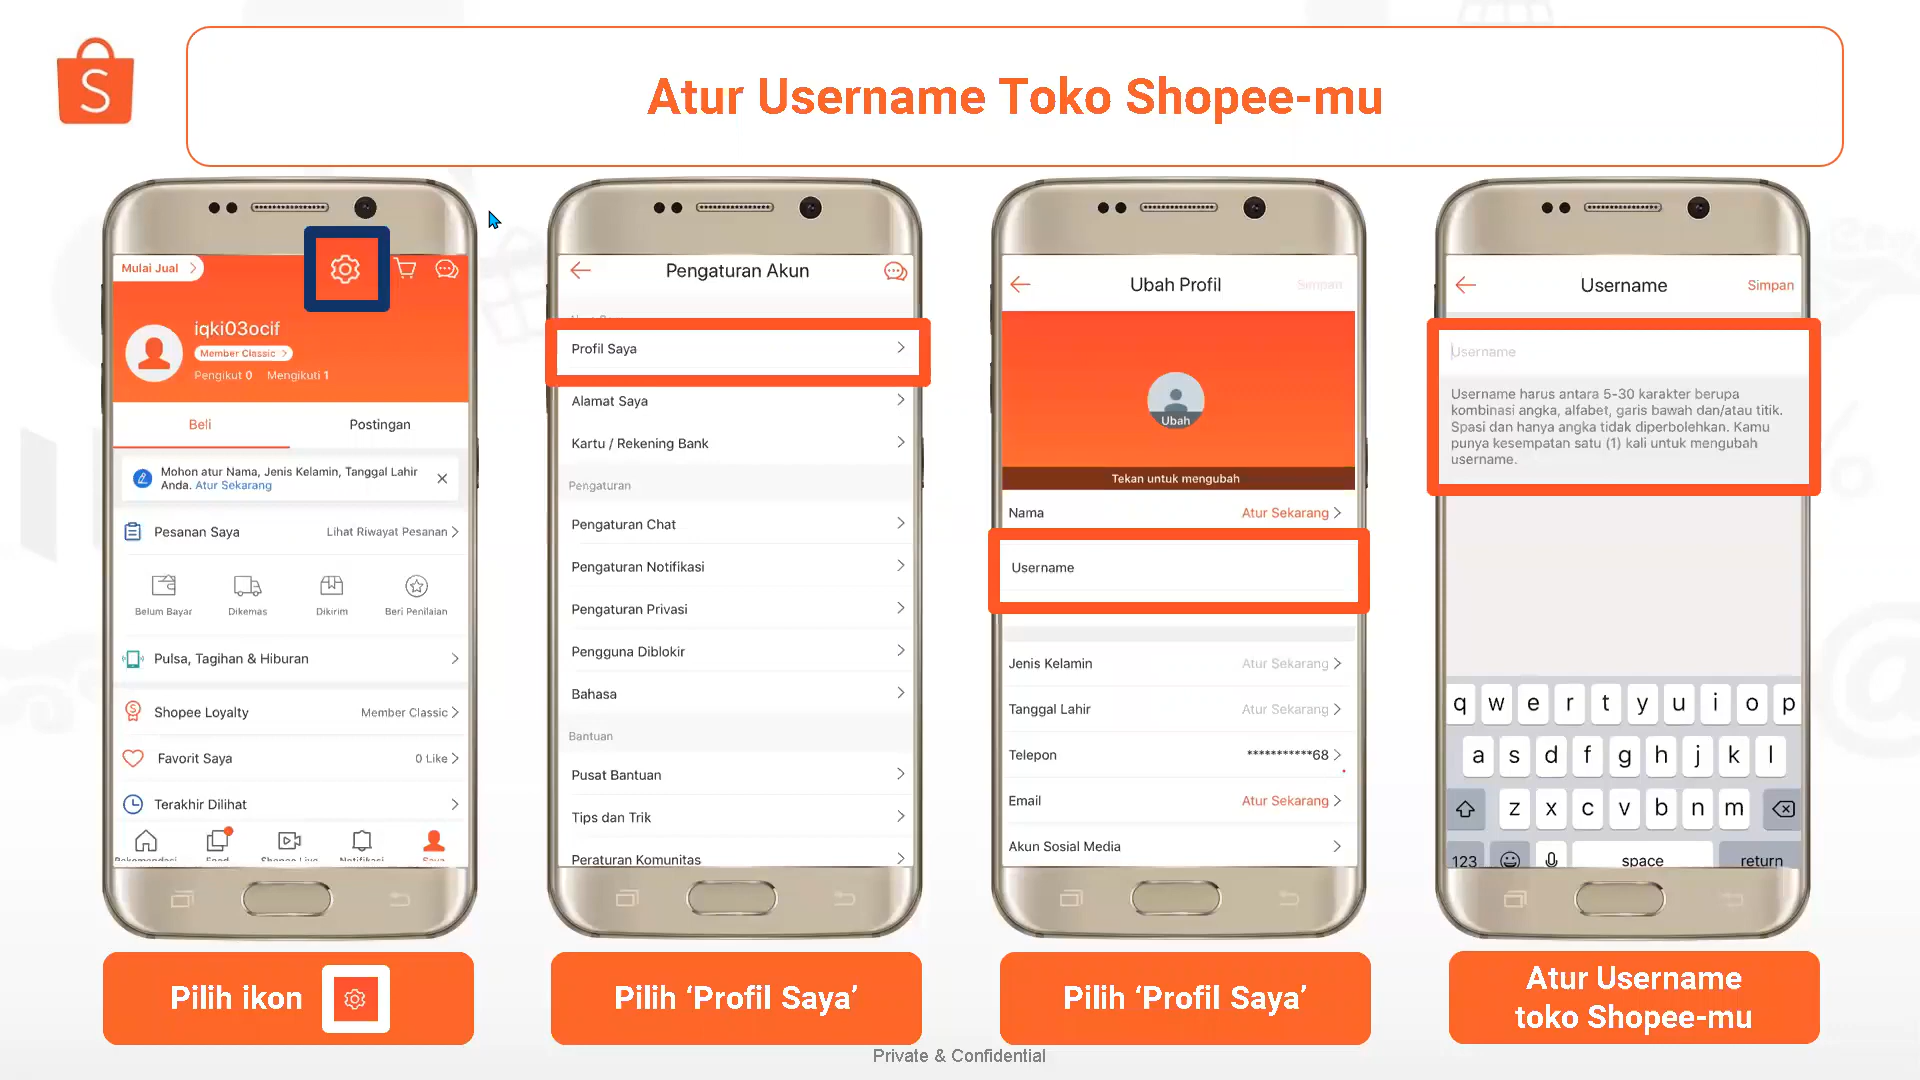 S
Atur Username Toko Shopee-mu
Mulai Jual
iqki03ocif
Member Classic
Pengikut 0 Mengikuti 1
Beli Postingan
Mohon atur Nama, Jenis Kelamin, Tanggal Lahir
Anda. Atur Sekarang
Pesanan Saya Lihat Riwayat Pesanan
Belum Bayar Dikemas Dikirim Beri Penilaian
Pulsa, Tagihan & Hiburan
Shopee Loyalty Member Classic
Favorit Saya 0 Like
Terakhir Dilihat
Pilih ikon
Pengaturan Akun
Profil Saya
Alamat Saya
Kartu / Rekening Bank
Pengaturan
Pengaturan Chat
Pengaturan Notifikasi
Pengaturan Privasi
Pengguna Diblokir
Bahasa
Bantuan
Pusat Bantuan
Tips dan Trik
Peraturan Komunitas
Pilih ‘Profil Saya’
Ubah Profil Simpan
Ubah
Tekan untuk mengubah
Nama Atur Sekarang
Username
Jenis Kelamin Atur Sekarang
Tanggal Lahir Atur Sekarang
Telepon ***********68
Email Atur Sekarang
Akun Sosial Media
Pilih ‘Profil Saya’
Username Simpan
Username
Username harus antara 5-30 karakter berupa
kombinasi angka, alfabet, garis bawah dan/atau titik.
Spasi dan hanya angka tidak diperbolehkan. Kamu
punya kesempatan satu (1) kali untuk mengubah
username.
q w e r t y u i o p
a s d f g h j k l
z x c v b n m
123 space return
Atur Username
toko Shopee-mu
Private & Confidential